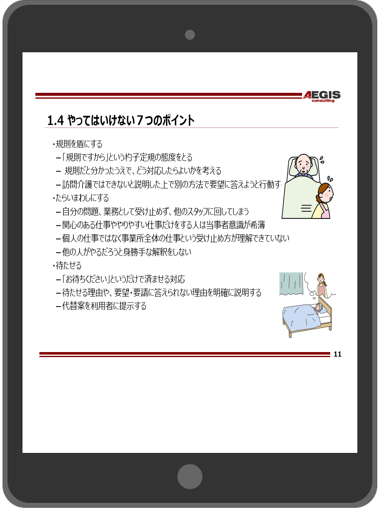 AEGIS
consulting
1.4 やってはいけない７つのポイント
・規則を盾にする
－「規則ですから」という杓子定規の態度をとる
－ 規則だと分かったうえで、どう対応したらよいかを考える
－訪問介護ではできないと説明した上で別の方法で要望に答えようと行動す
・たらいまわしにする
－自分の問題、業務として受け止めず、他のスタッフに回してしまう
－関心のある仕事ややりやすい仕事だけをする人は当事者意識が希薄
－個人の仕事ではなく事業所全体の仕事という受け止め方が理解できていない
－他の人がやるだろうと身勝手な解釈をしない
・待たせる
－「お待ちください」というだけで済ませる対応
－待たせる理由や、要望・要請に答えられない理由を明確に説明する
－代替案を利用者に提示する
11